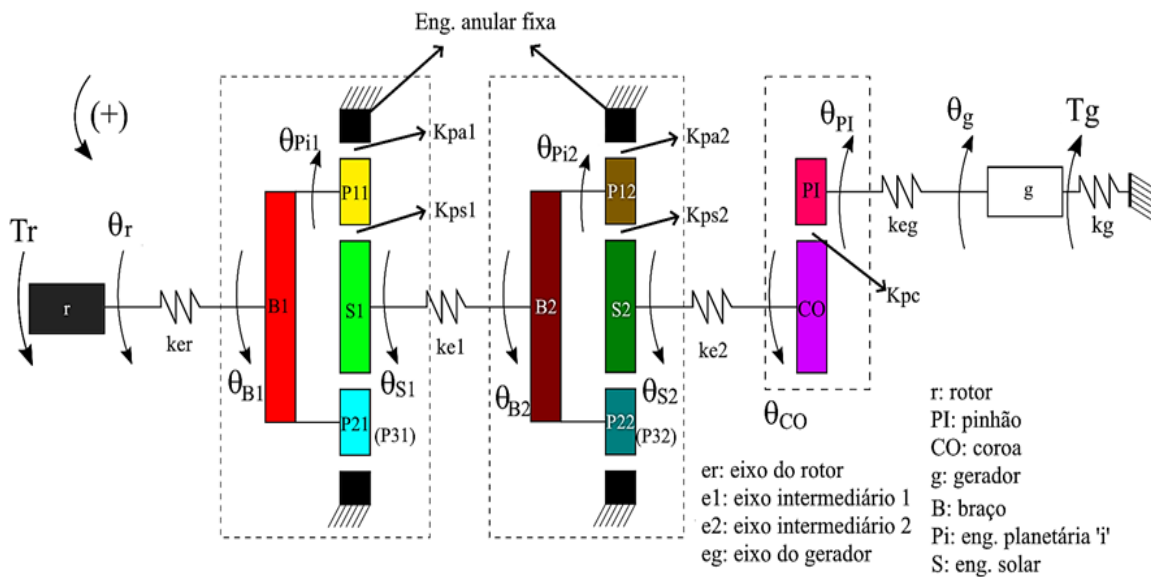 Eng. anular fixa
(+)
θPi1
Kpa1
θPi2
Kpa2
θPI
θg
Tg
P11
P12
PI
g
Kps1
Kps2
keg
kg
Tr
θr
r
B1
S1
B2
S2
CO
Kpc
ker
ke1
ke2
θB1
θS1
θB2
θS2
θCO
P21
(P31)
P22
(P32)
er: eixo do rotor
e1: eixo intermediário 1
e2: eixo intermediário 2
eg: eixo do gerador
r: rotor
PI: pinhão
CO: coroa
g: gerador
B: braço
Pi: eng. planetária 'i'
S: eng. solar